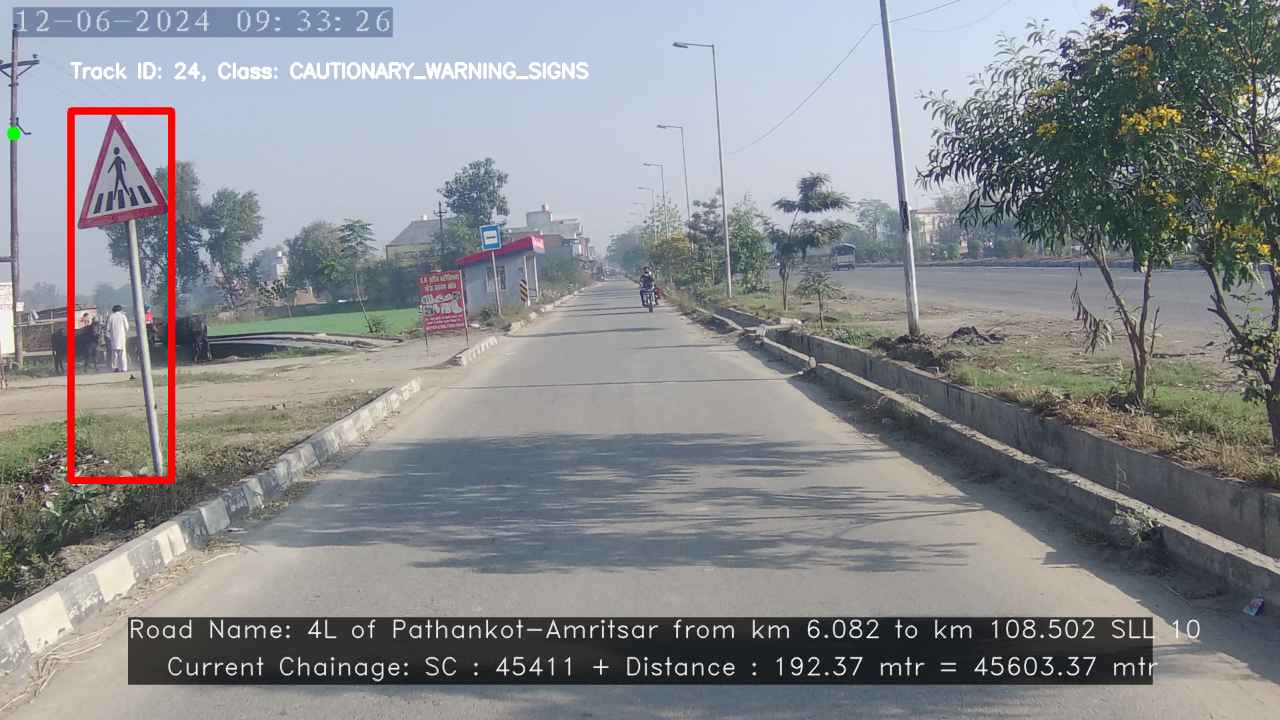 12-06-2024 09:33:26
Track ID: 24, Class: CAUTIONARY_WARNING_SIGNS
Road Name: 4L of Pathankot-Amritsar from km 6.082 to km 108.502 SLL 10
Current Chainage: SC : 45411 + Distance : 192.37 mtr = 45603.37 mtr